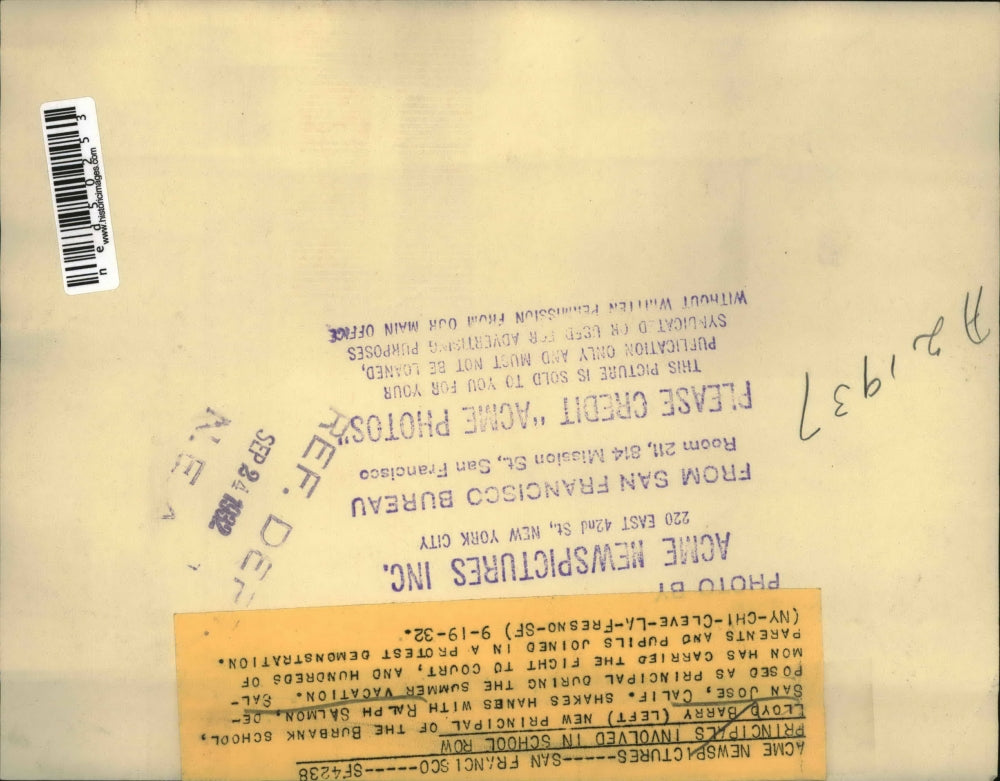 ACME NEWSPICTURES-----SAN FRANCISCO------SF4238
PRINCIPALS INVOLVED IN SCHOOL ROW
LLOYD BARRY (LEFT) NEW PRINCIPAL OF THE BURBANK SCHOOL,
SAN JOSE, CALIF. SHAKES HANDS WITH RALPH SALMON, DE-
POSED AS PRINCIPAL DURING THE SUMMER VACATION. SAL-
MON HAS CARRIED THE FIGHT TO COURT, AND HUNDREDS OF
PARENTS AND PUPILS JOINED IN A PROTEST DEMONSTRATION.
(NY-CHI-CLEVE-LA-FRESNO-SF) 9-19-32.
PHOTO BY
ACME NEWSPICTURES INC.
220 EAST 42nd St, NEW YORK CITY
FROM SAN FRANCISCO BUREAU
Room 211, 814 Mission St, San Francisco
PLEASE CREDIT "ACME PHOTOS"
THIS PICTURE IS SOLD TO YOU FOR YOUR
PUBLICATION ONLY AND MUST NOT BE LOANED,
SYNDICATED OR USED FOR ADVERTISING PURPOSES
WITHOUT WRITTEN PERMISSION FROM OUR MAIN OFFICE
REF. DEP
SEP 24 1932
N.E.A
1937
ned50253
www.historicimages.com